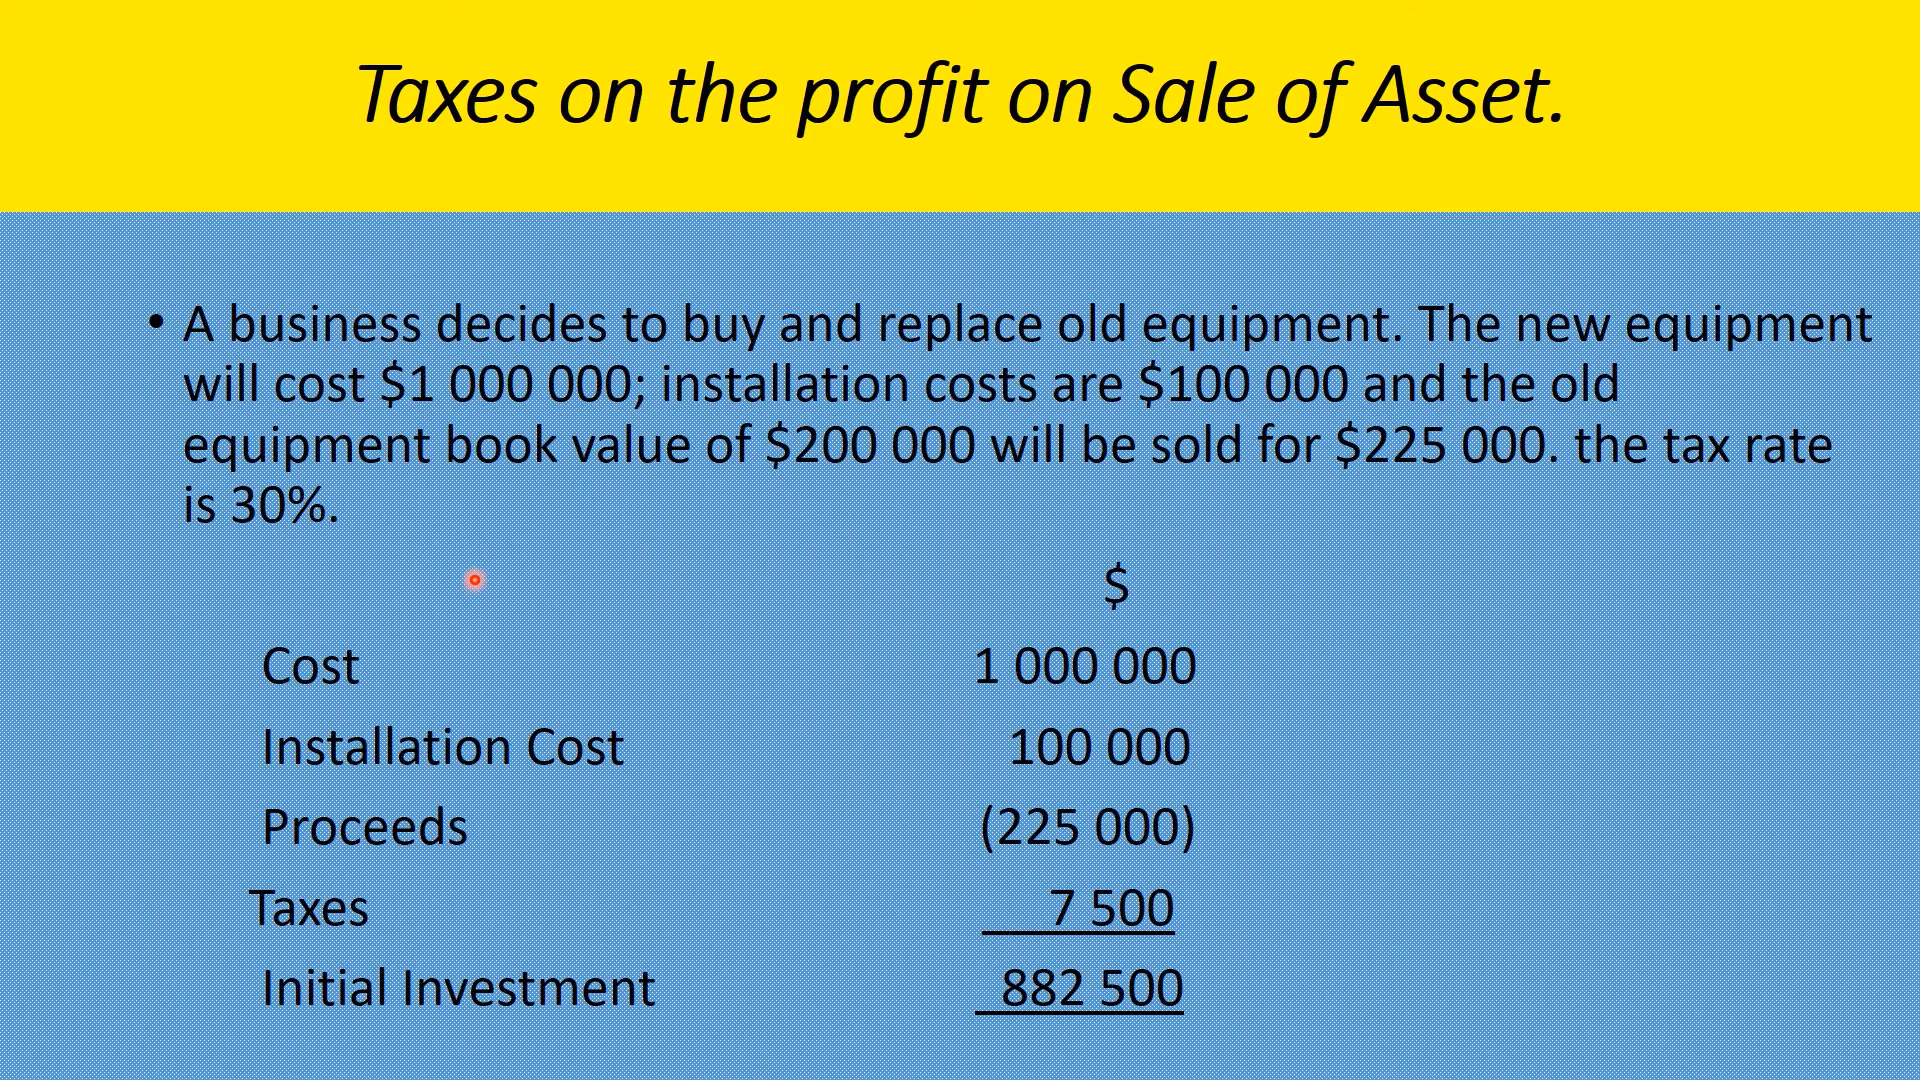 Taxes on the profit on Sale of Asset.
• A business decides to buy and replace old equipment. The new equipment
will cost $1 000 000; installation costs are $100 000 and the old
equipment book value of $200 000 will be sold for $225 000. the tax rate
is 30%.
$
Cost 1 000 000
Installation Cost 100 000
Proceeds (225 000)
Taxes 7 500
Initial Investment 882 500